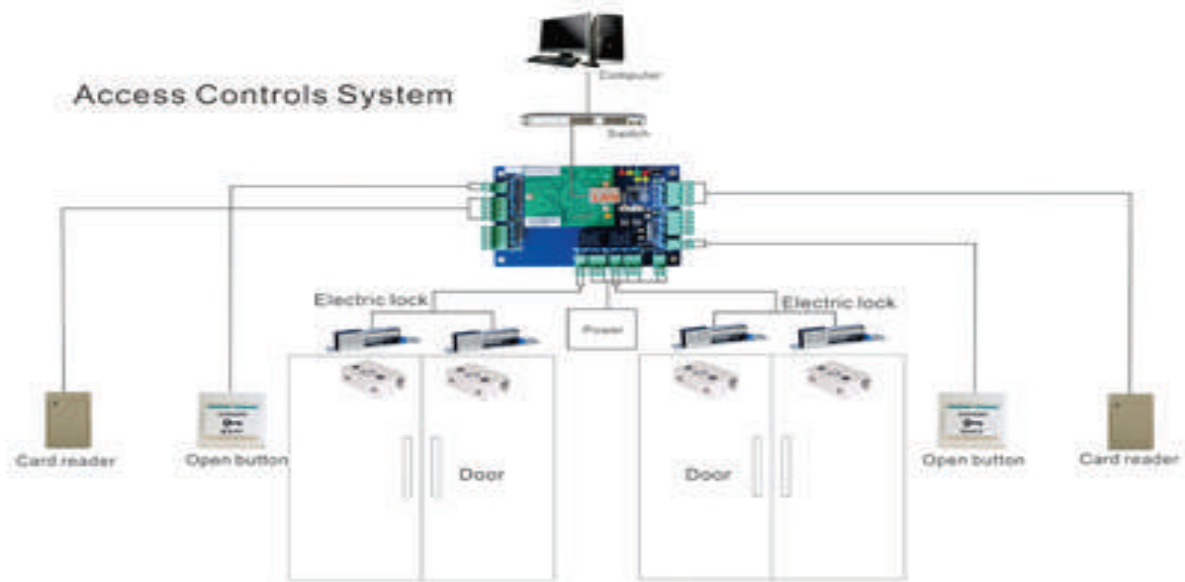 Computer
Access Controls System
Switch
LAN
Electric lock
Electric lock
Power
Card reader
Open button
Door
Door
Open button
Card reader